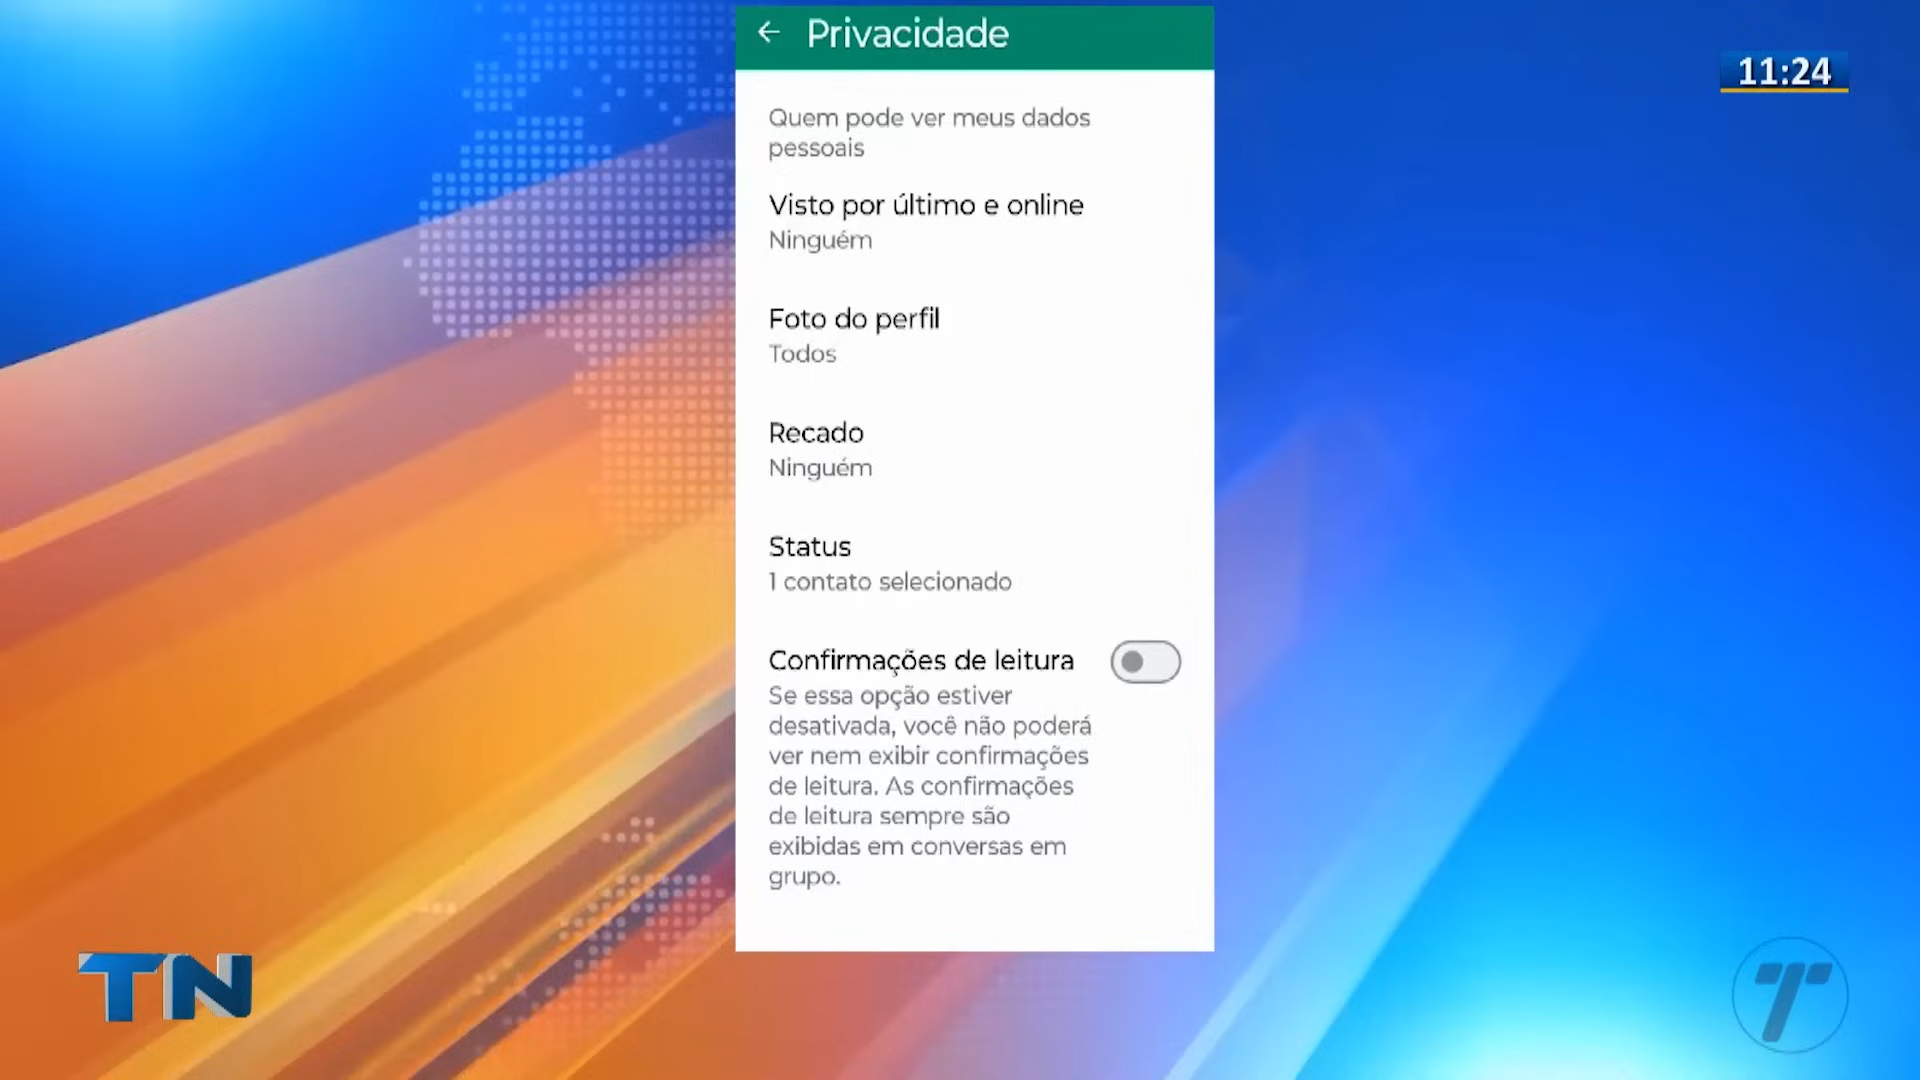 Privacidade
11:24
Quem pode ver meus dados
pessoais
Visto por último e online
Ninguém
Foto do perfil
Todos
Recado
Ninguém
Status
1 contato selecionado
Confirmações de leitura
Se essa opção estiver
desativada, você não poderá
ver nem exibir confirmações
de leitura. As confirmações
de leitura sempre são
exibidas em conversas em
grupo.
TN
T